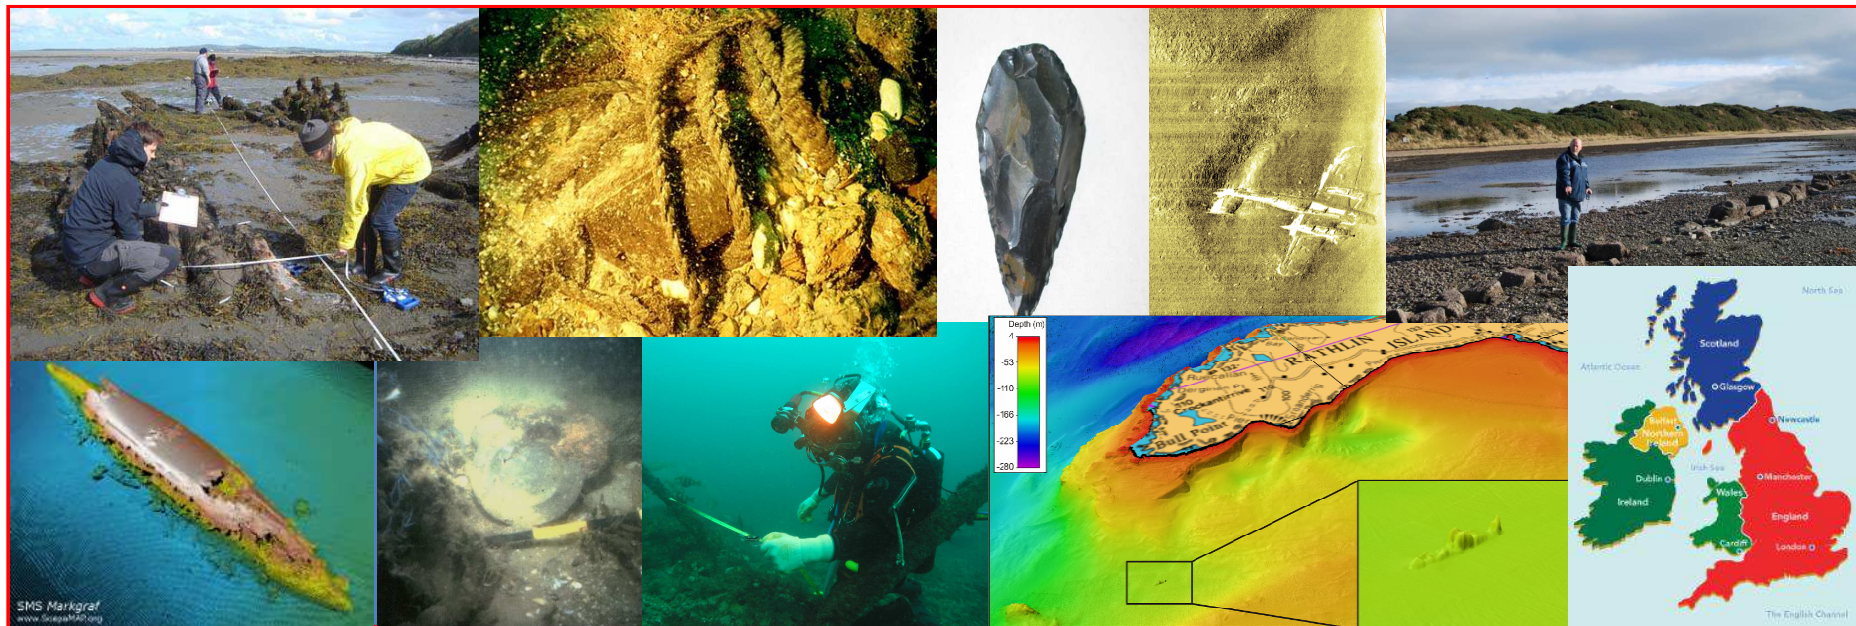 SMS Markgraf
www.ScapaMAP.org
Depth (m)
4
-53
-110
-166
-223
-280
RATHLIN ISLAND
Bull Point
North Sea
Scotland
Atlantic Ocean
Glasgow
Newcastle
Belfast
Northern
Ireland
Irish Sea
Dublin
Manchester
Ireland
Wales
England
Cardiff
London
The English Channel